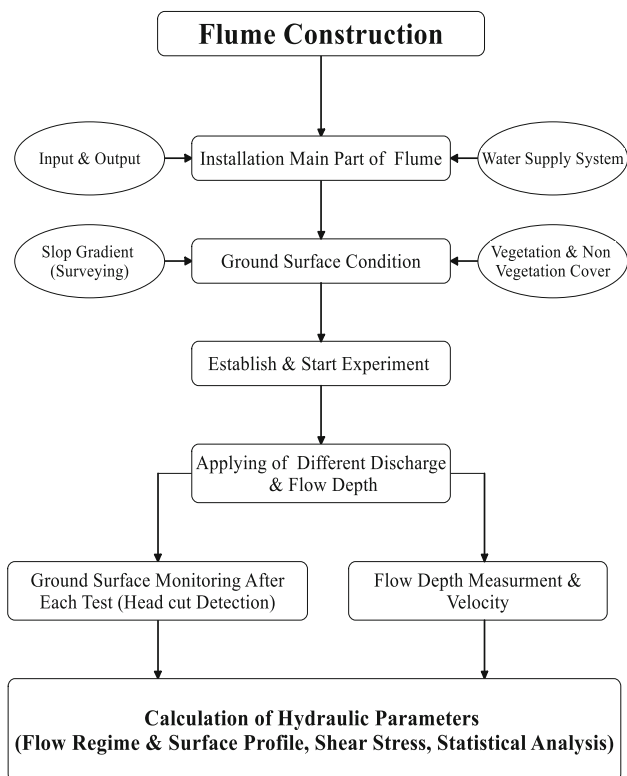 Flume Construction
Input & Output
Installation Main Part of Flume
Water Supply System
Slop Gradient
(Surveying)
Ground Surface Condition
Vegetation & Non
Vegetation Cover
Establish & Start Experiment
Applying of Different Discharge
& Flow Depth
Ground Surface Monitoring After
Each Test (Head cut Detection)
Flow Depth Measurment &
Velocity
Calculation of Hydraulic Parameters
(Flow Regime & Surface Profile, Shear Stress, Statistical Analysis)